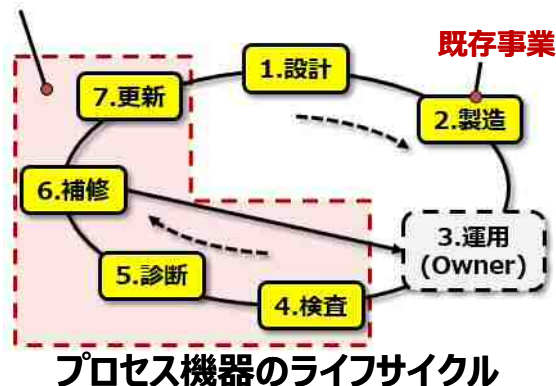 既存事業
1.設計
7.更新
2.製造
6.補修
3.運用
(Owner)
5.診断
4.検査
プロセス機器のライフサイクル